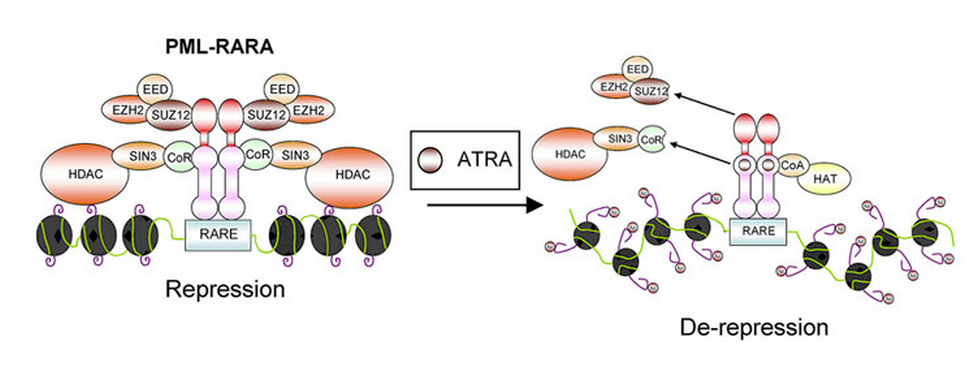 PML-RARA
EED
EZH2
SUZ12
EED
SUZ12
EZH2
HDAC
SIN3
CoR
CoR
SIN3
HDAC
RARE
Repression
ATRA
EED
EZH2
SUZ12
HDAC
SIN3
CoR
CoA
HAT
RARE
De-repression